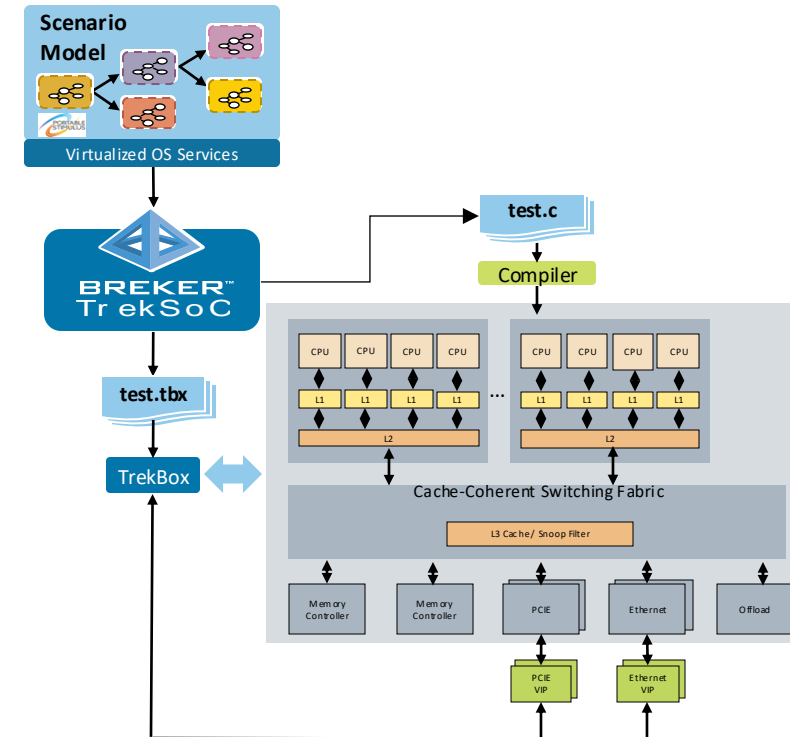 Scenario
Model
PORTABLE
STIMULUS
Virtualized OS Services
BREKER™
TrekSoC
test.c
Compiler
test.tbx
TrekBox
CPU CPU CPU CPU
CPU CPU CPU CPU
L1 L1 L1 L1
...
L1 L1 L1 L1
L2
L2
Cache-Coherent Switching Fabric
L3 Cache/ Snoop Filter
Memory
Controller
Memory
Controller
PCIE
Ethernet
Offload
PCIE
VIP
Ethernet
VIP